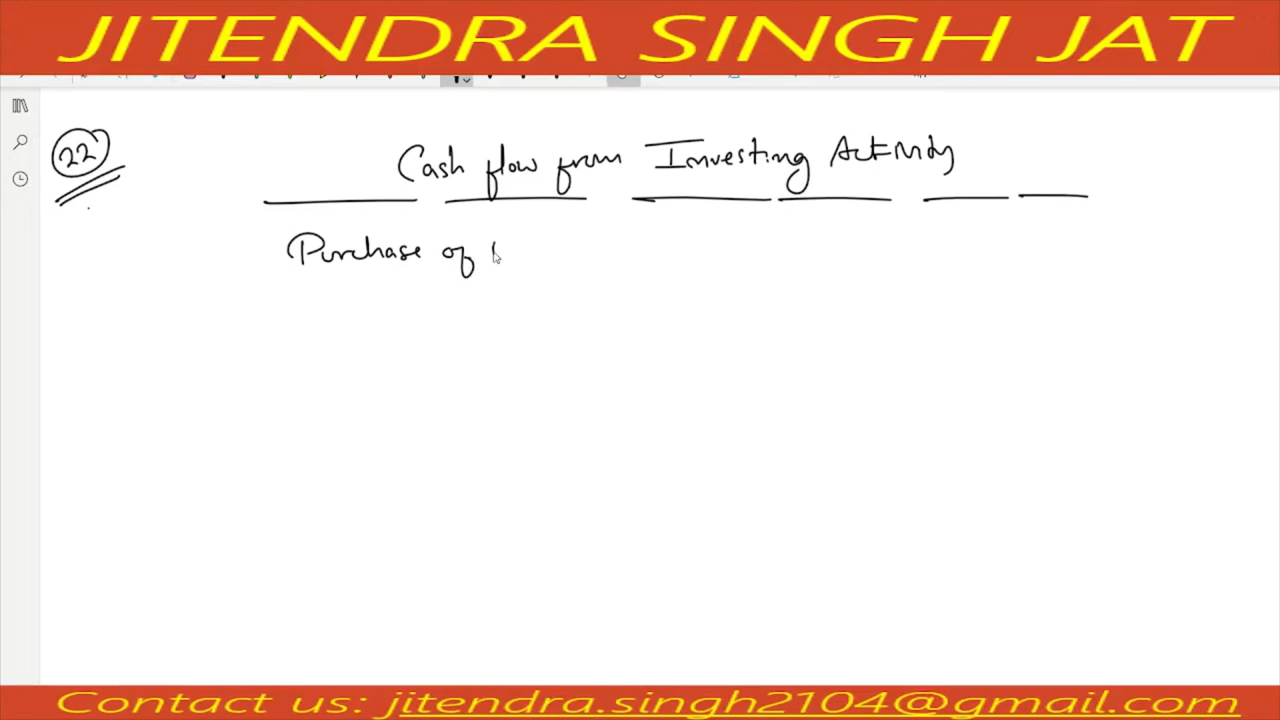 JITENDRA SINGH JAT
22
Cash flow from Investing Activity
Purchase of
Contact us: jitendra.singh2104@gmail.com